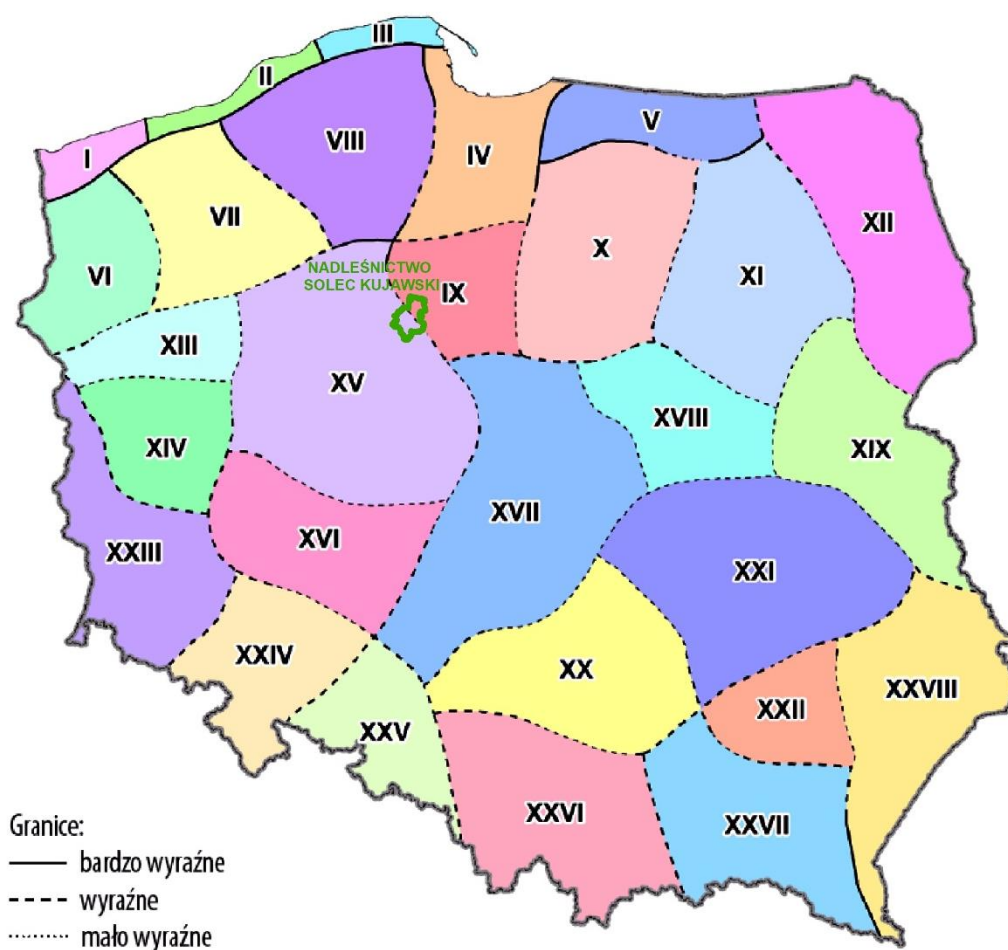 III
II
VIII
V
I
IV
XII
VII
X
XI
VI
NADLEŚNICTWO
SOLEC KUJAWSKI
IX
XIII
XV
XVIII
XIV
XIX
XVII
XVI
XXIII
XXI
XXIV
XX
XXVIII
XXII
XXV
XXVI
XXVII
Granice:
bardzo wyraźne
wyraźne
mało wyraźne